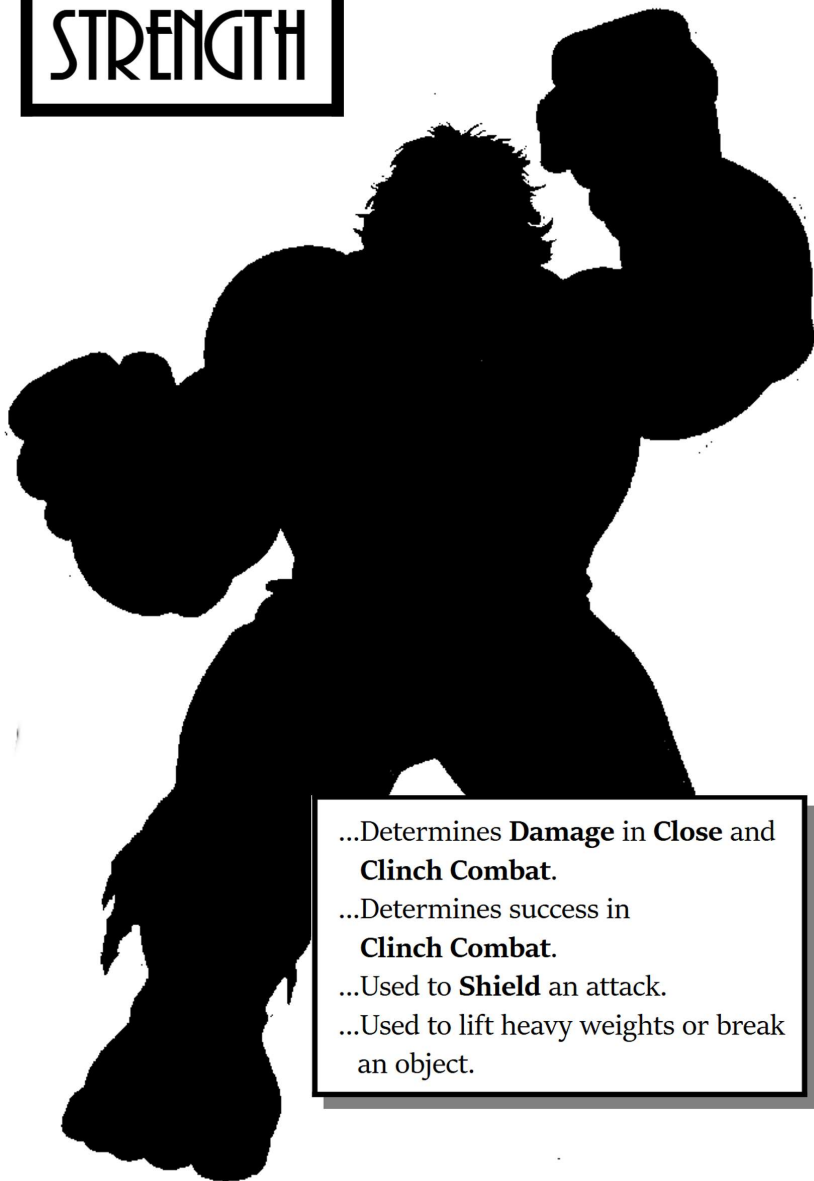 STRENGTH
...Determines Damage in Close and
Clinch Combat.
...Determines success in
Clinch Combat.
...Used to Shield an attack.
...Used to lift heavy weights or break
an object.